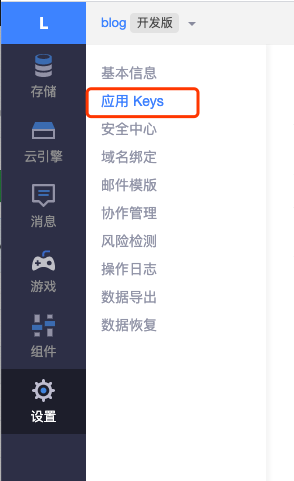 L
blog 开发版
存储
云引擎
消息
游戏
组件
设置
基本信息
应用 Keys
安全中心
域名绑定
邮件模版
协作管理
风险检测
操作日志
数据导出
数据恢复